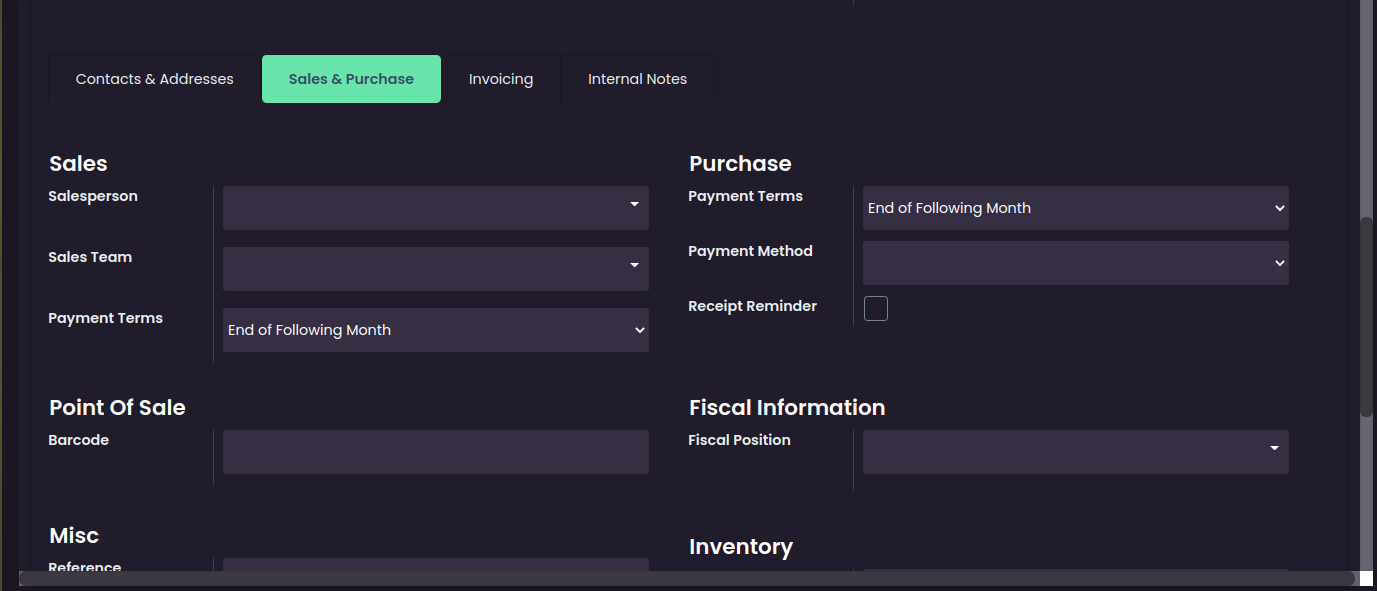 Contacts & Addresses
Sales & Purchase
Invoicing
Internal Notes
Sales
Salesperson
Sales Team
Payment Terms
End of Following Month
Purchase
Payment Terms
End of Following Month
Payment Method
Receipt Reminder
Point Of Sale
Barcode
Fiscal Information
Fiscal Position
Misc
Reference
Inventory